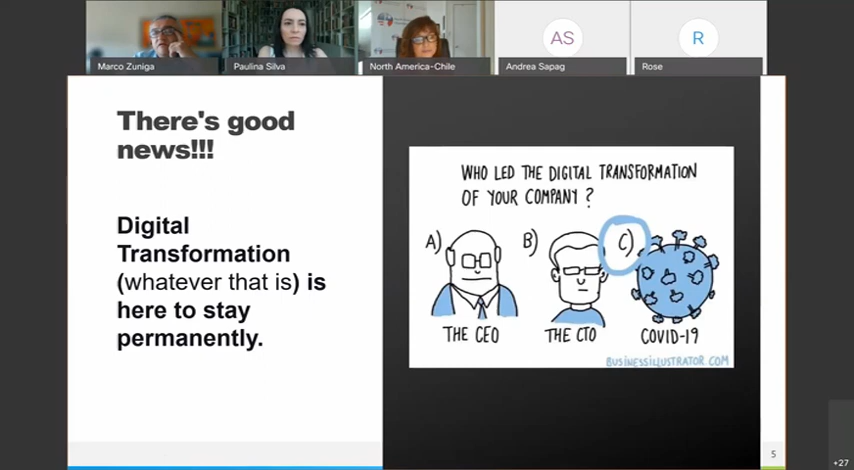 AS
R
Marco Zuniga
Paulina Silva
North America-Chile
Andrea Sapag
Rose
There's good
news!!!
Digital
Transformation
(whatever that is) is
here to stay
permanently.
WHO LED THE DIGITAL TRANSFORMATION
OF YOUR COMPANY?
A)
B)
C)
THE CEO
THE CTO
COVID-19
BUSINESSILLUSTRATOR.COM
5
+27